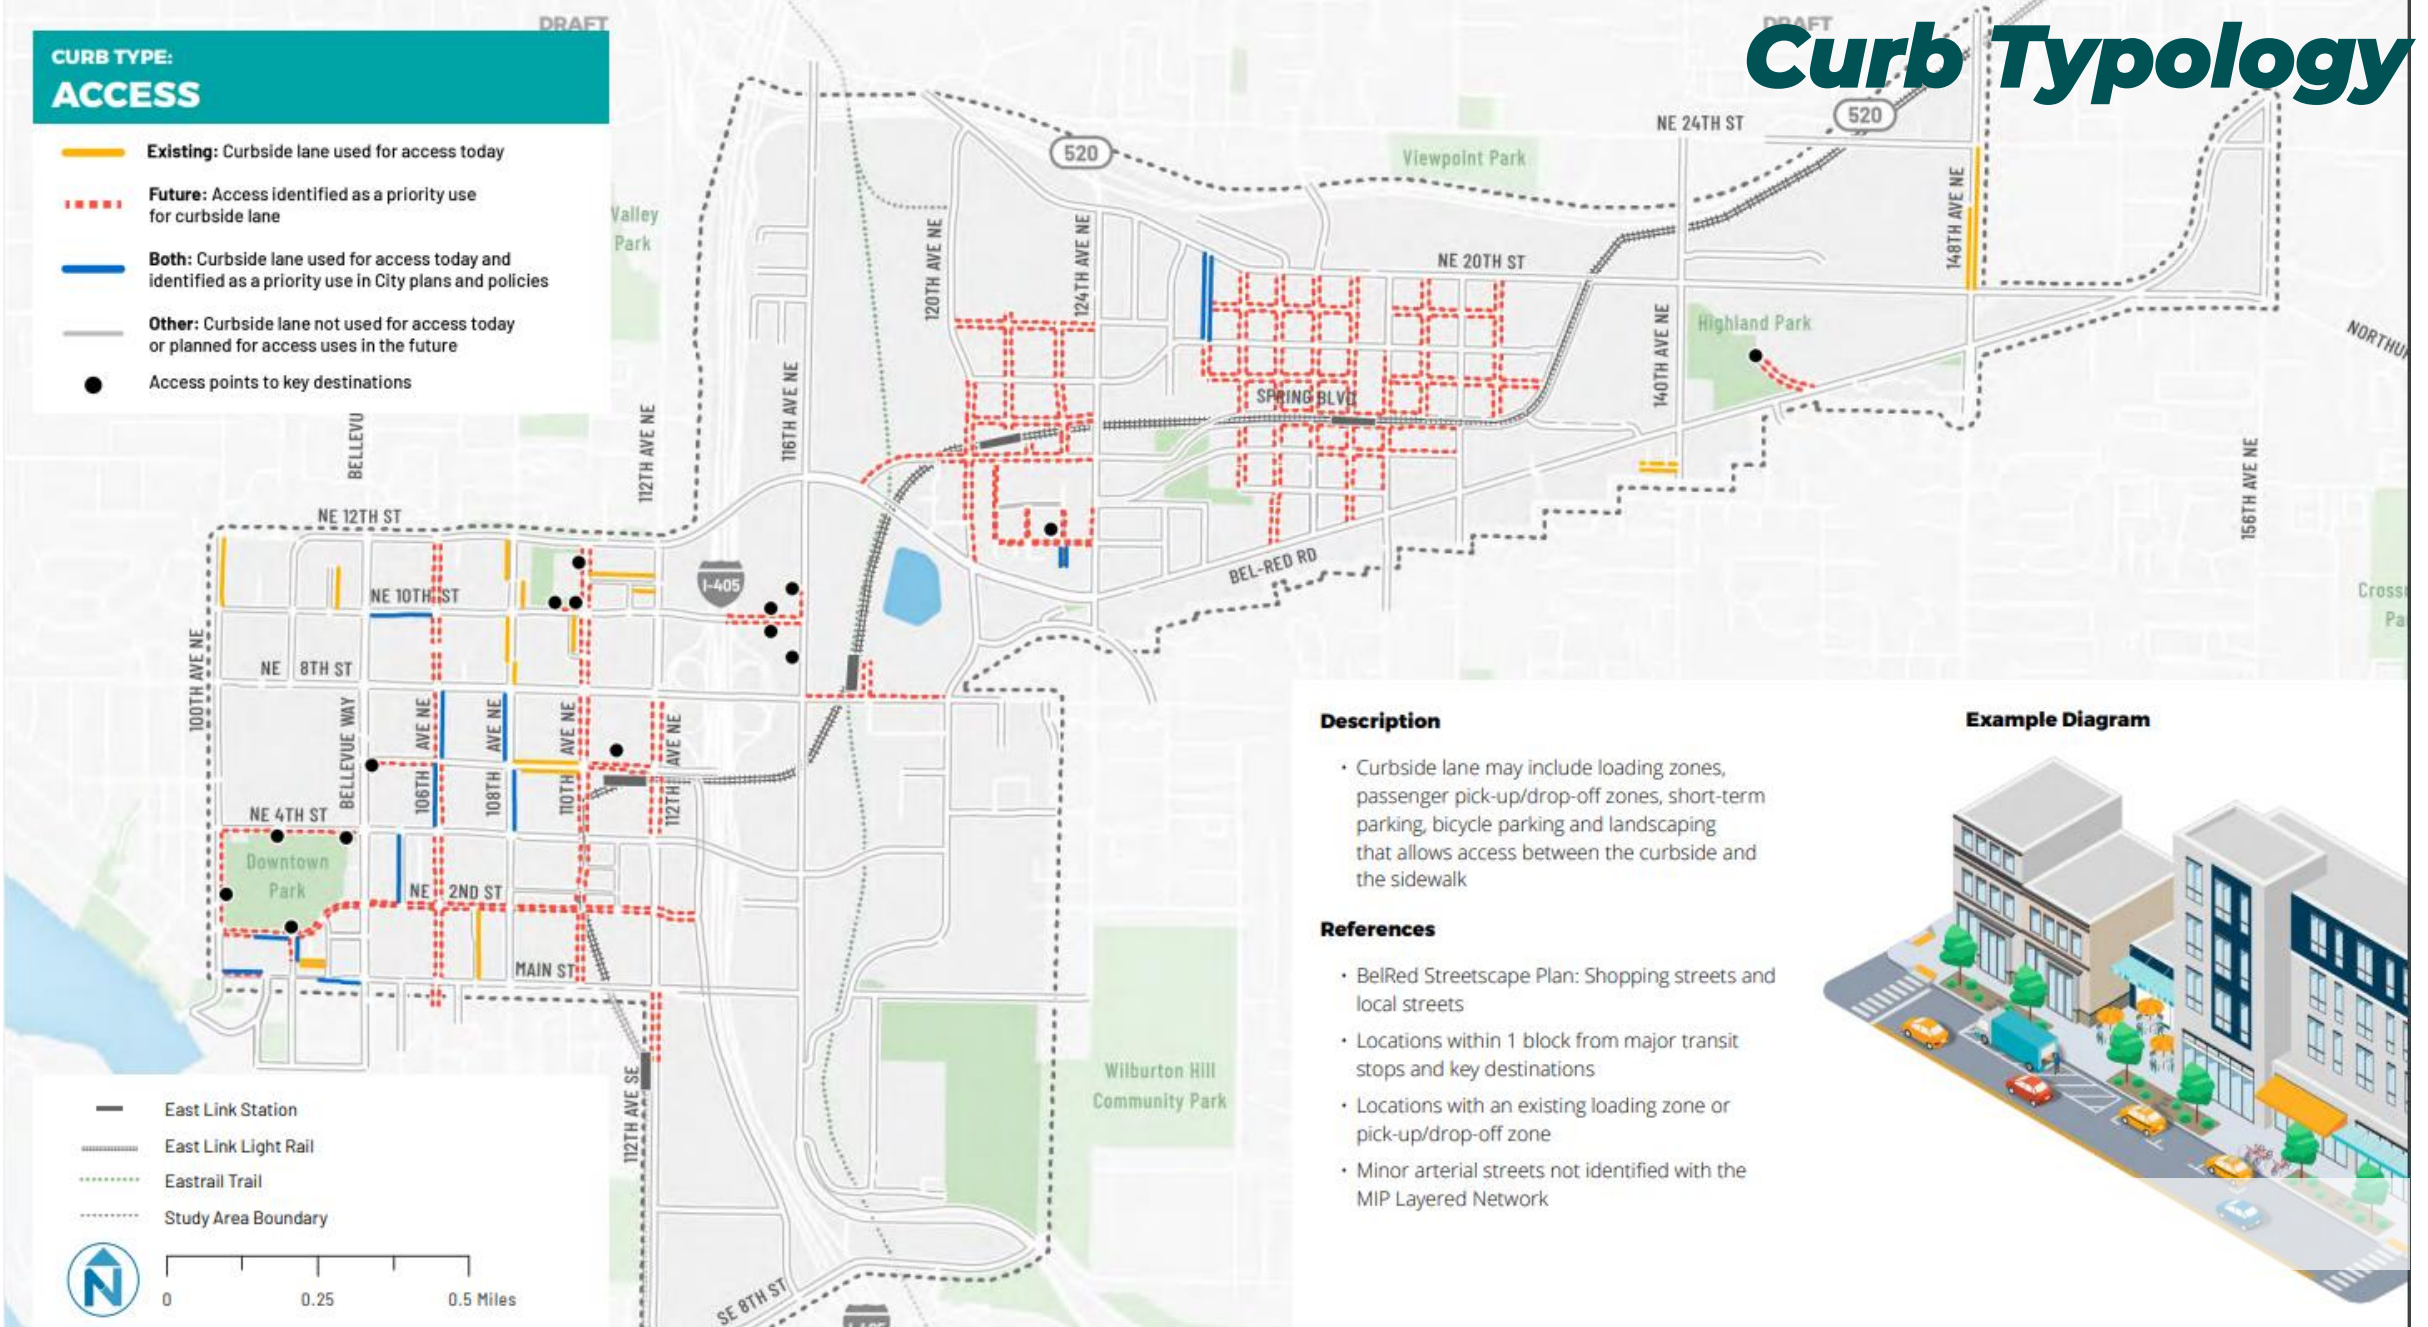 DRAFT
DRAFT
Curb Typology
CURB TYPE:
ACCESS
Existing: Curbside lane used for access today
Future: Access identified as a priority use
for curbside lane
Both: Curbside lane used for access today and
identified as a priority use in City plans and policies
Other: Curbside lane not used for access today
or planned for access uses in the future
Access points to key destinations
Valley
Park
520
520
NE 24TH ST
Viewpoint Park
148TH AVE NE
120TH AVE NE
124TH AVE NE
NE 20TH ST
140TH AVE NE
Highland Park
NORTHU
116TH AVE NE
SPRING BLVD
BELLEVU
112TH AVE NE
156TH AVE NE
NE 12TH ST
BEL-RED RD
I-405
NE 10TH ST
Cross
Pa
100TH AVE NE
NE 8TH ST
BELLEVUE WAY
106TH AVE NE
108TH AVE NE
110TH AVE NE
112TH AVE NE
NE 4TH ST
Downtown
Park
NE 2ND ST
MAIN ST
112TH AVE SE
Wilburton Hill
Community Park
SE 8TH ST
I-405
East Link Station
East Link Light Rail
Eastrail Trail
Study Area Boundary
N
0 0.25 0.5 Miles
Description
• Curbside lane may include loading zones,
passenger pick-up/drop-off zones, short-term
parking, bicycle parking and landscaping
that allows access between the curbside and
the sidewalk
References
• BelRed Streetscape Plan: Shopping streets and
local streets
• Locations within 1 block from major transit
stops and key destinations
• Locations with an existing loading zone or
pick-up/drop-off zone
• Minor arterial streets not identified with the
MIP Layered Network
Example Diagram